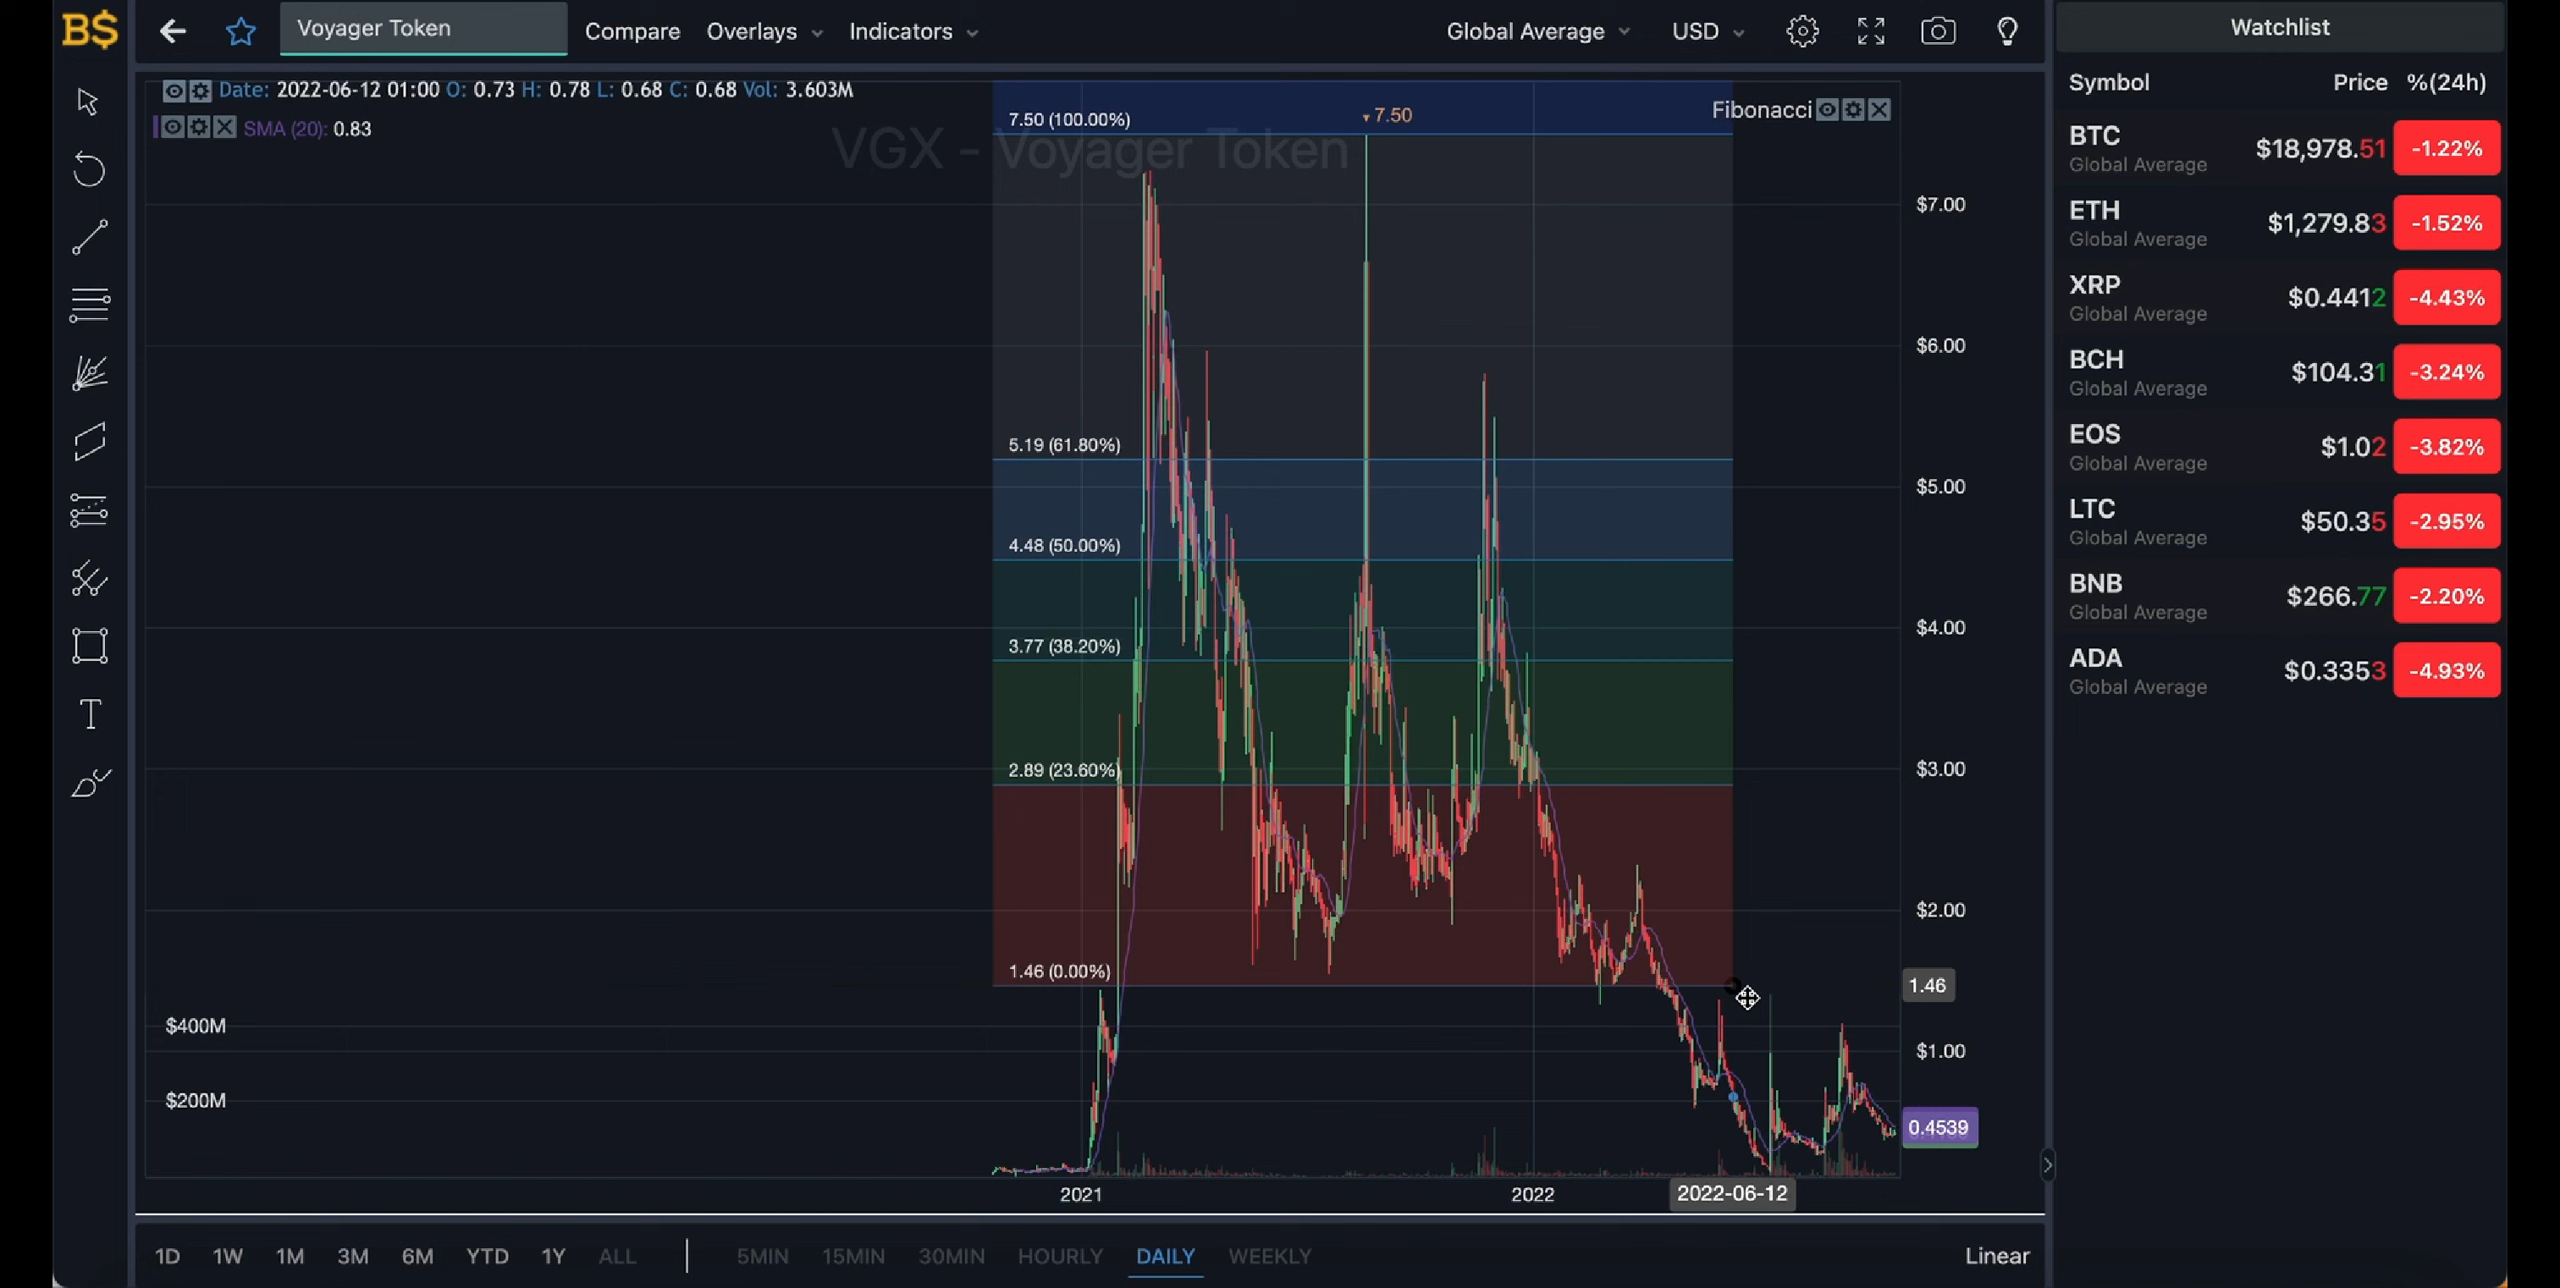 B$
Voyager Token
Compare
Overlays
Indicators
Global Average
USD
Date: 2022-06-12 01:00 O: 0.73 H: 0.78 L: 0.68 C: 0.68 Vol: 3.603M
SMA (20): 0.83
VGX - Voyager Token
Fibonacci
7.50 (100.00%)
▾7.50
5.19 (61.80%)
4.48 (50.00%)
3.77 (38.20%)
2.89 (23.60%)
1.46 (0.00%)
$7.00
$6.00
$5.00
$4.00
$3.00
$2.00
1.46
$1.00
0.4539
$400M
$200M
2021
2022
2022-06-12
1D 1W 1M 3M 6M YTD 1Y ALL
5MIN 15MIN 30MIN HOURLY DAILY WEEKLY
Linear
Watchlist
Symbol Price %(24h)
BTC $18,978.51 -1.22%
Global Average
ETH $1,279.83 -1.52%
Global Average
XRP $0.4412 -4.43%
Global Average
BCH $104.31 -3.24%
Global Average
EOS $1.02 -3.82%
Global Average
LTC $50.35 -2.95%
Global Average
BNB $266.77 -2.20%
Global Average
ADA $0.3353 -4.93%
Global Average